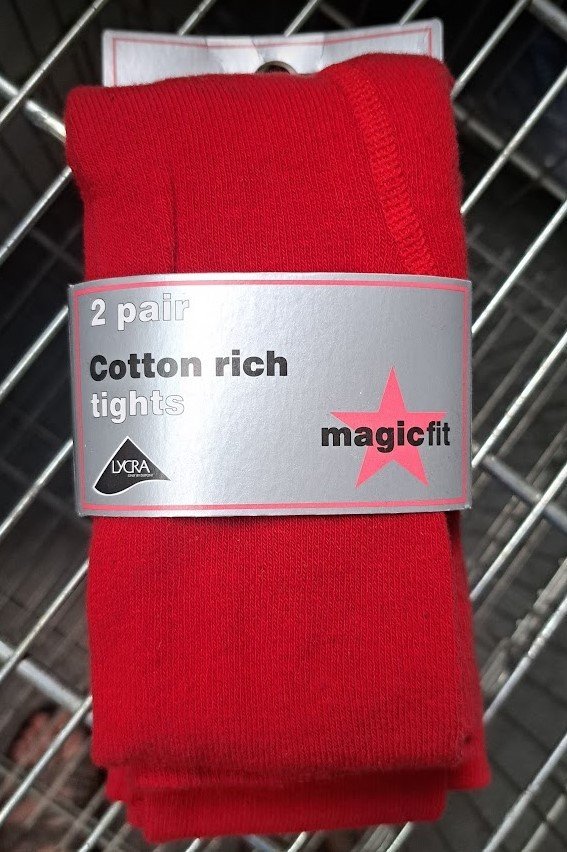 2 pair
Cotton rich
tights
LYCRA
magicfit